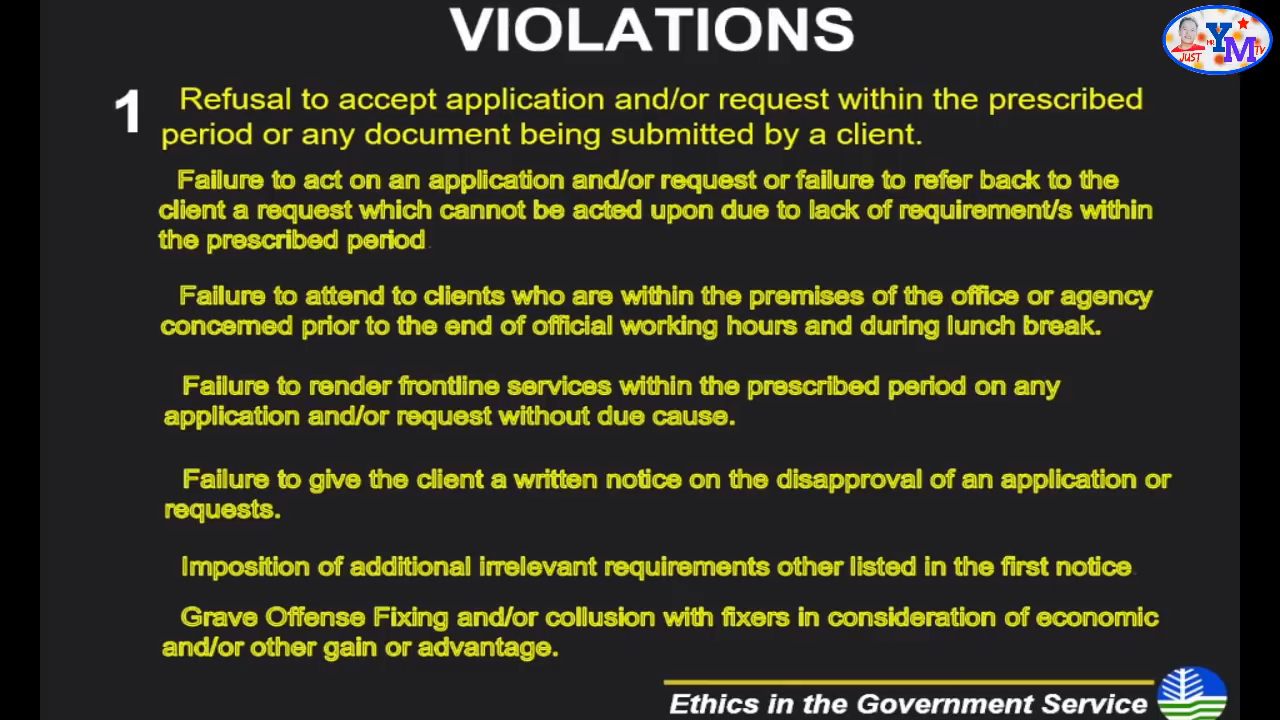 VIOLATIONS
JUST MR YM TV
1 Refusal to accept application and/or request within the prescribed
period or any document being submitted by a client.
Failure to act on an application and/or request or failure to refer back to the
client a request which cannot be acted upon due to lack of requirement/s within
the prescribed period.
Failure to attend to clients who are within the premises of the office or agency
concerned prior to the end of official working hours and during lunch break.
Failure to render frontline services within the prescribed period on any
application and/or request without due cause.
Failure to give the client a written notice on the disapproval of an application or
requests.
Imposition of additional irrelevant requirements other listed in the first notice.
Grave Offense Fixing and/or collusion with fixers in consideration of economic
and/or other gain or advantage.
Ethics in the Government Service